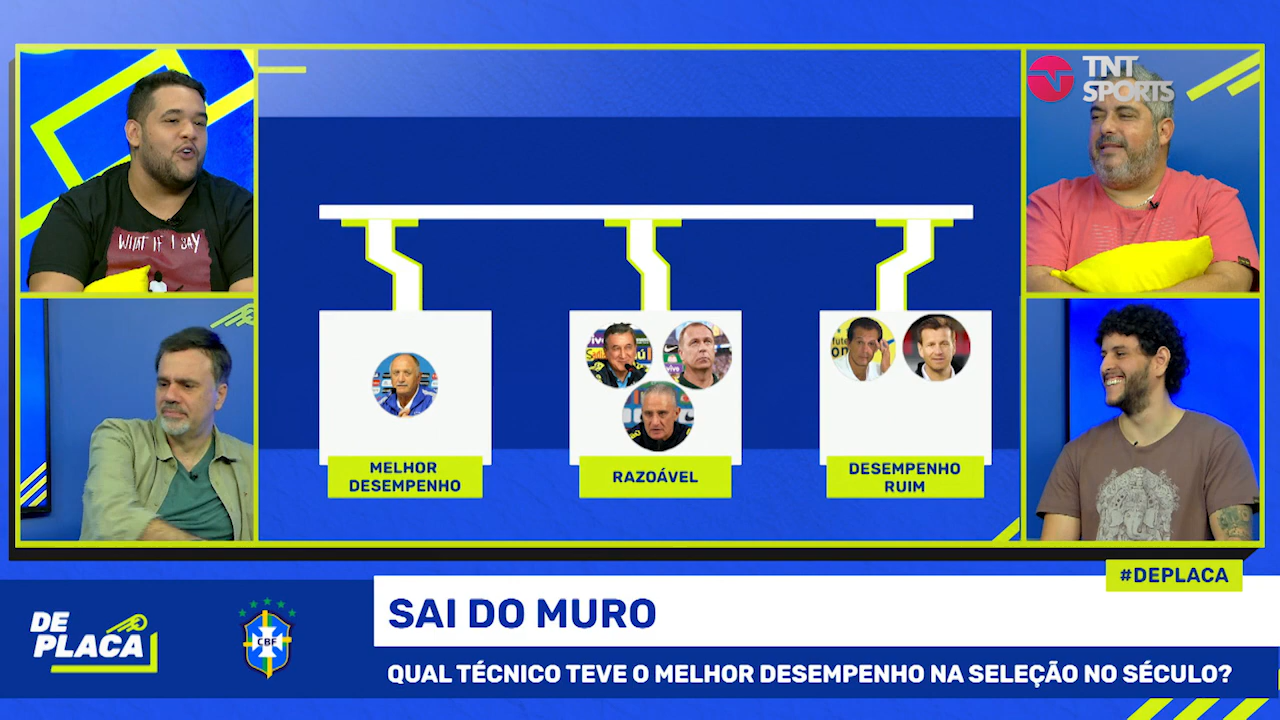 TNT
SPORTS
WHAT IF I SAY
MELHOR
DESEMPENHO
RAZOÁVEL
DESEMPENHO
RUIM
#DEPLACA
DE
PLACA
CBF
SAI DO MURO
QUAL TÉCNICO TEVE O MELHOR DESEMPENHO NA SELEÇÃO NO SÉCULO?